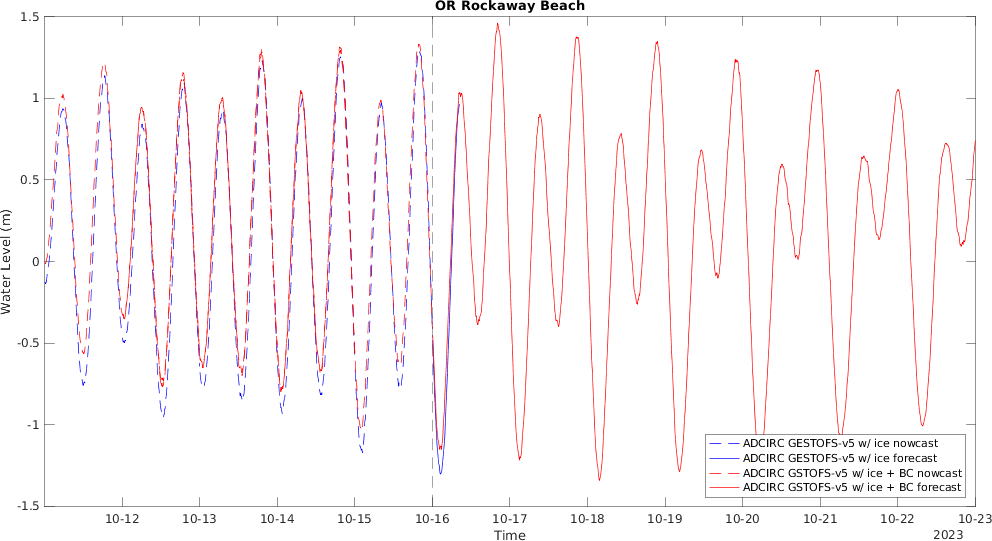 OR Rockaway Beach
Water Level (m)
1.5
1
0.5
0
-0.5
-1
-1.5
10-12 10-13 10-14 10-15 10-16 10-17 10-18 10-19 10-20 10-21 10-22 10-23
Time
2023
ADCIRC GESTOFS-v5 w/ ice nowcast
ADCIRC GESTOFS-v5 w/ ice forecast
ADCIRC GSTOFS-v5 w/ ice + BC nowcast
ADCIRC GSTOFS-v5 w/ ice + BC forecast